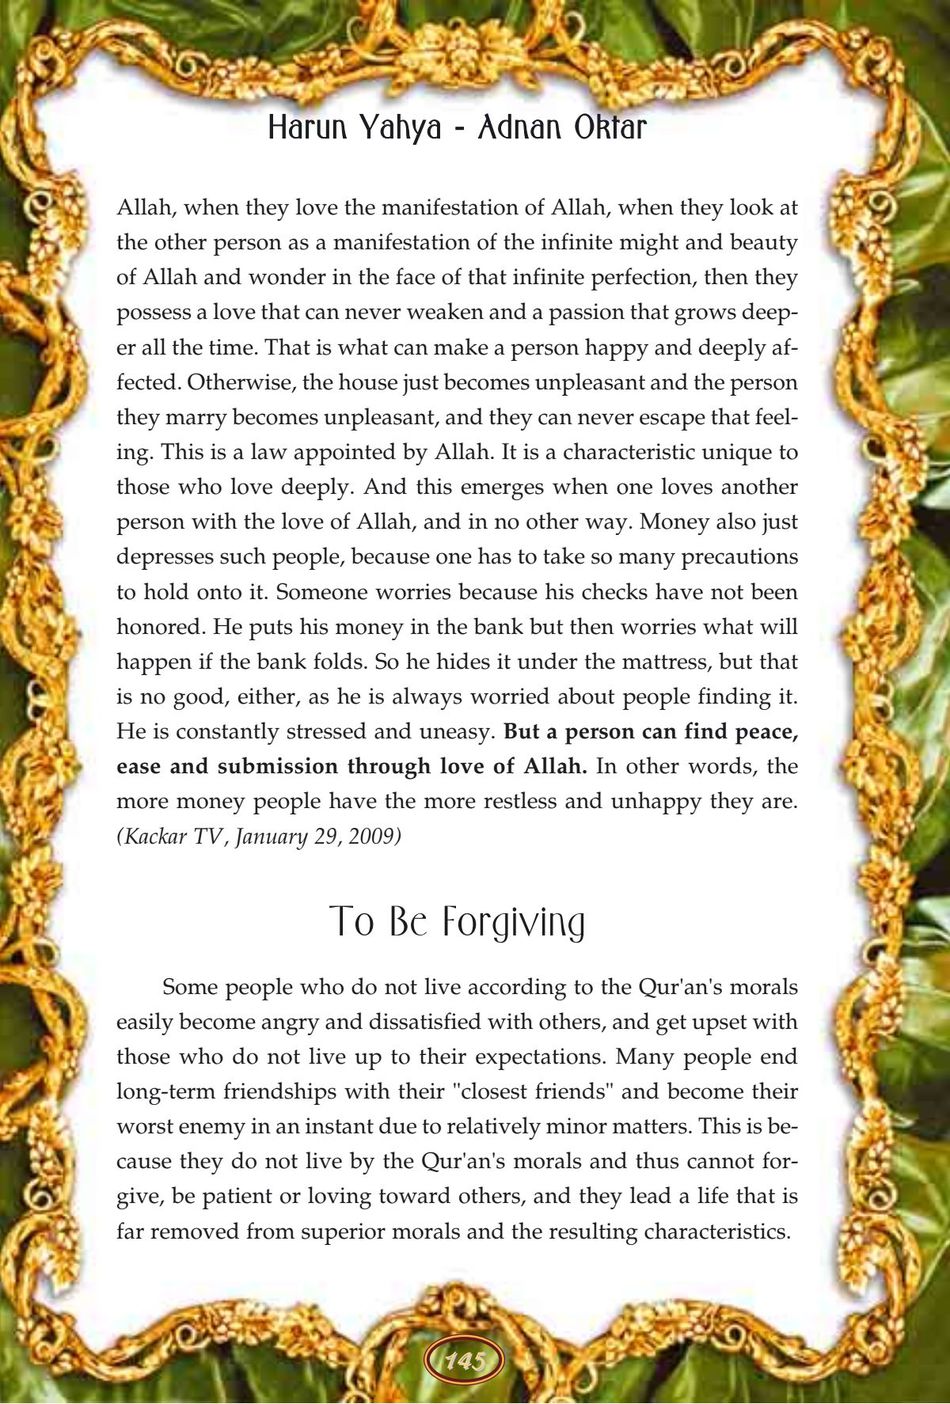 Harun Yahya - Adnan Oktar
Allah, when they love the manifestation of Allah, when they look at
the other person as a manifestation of the infinite might and beauty
of Allah and wonder in the face of that infinite perfection, then they
possess a love that can never weaken and a passion that grows deep-
er all the time. That is what can make a person happy and deeply af-
fected. Otherwise, the house just becomes unpleasant and the person
they marry becomes unpleasant, and they can never escape that feel-
ing. This is a law appointed by Allah. It is a characteristic unique to
those who love deeply. And this emerges when one loves another
person with the love of Allah, and in no other way. Money also just
depresses such people, because one has to take so many precautions
to hold onto it. Someone worries because his checks have not been
honored. He puts his money in the bank but then worries what will
happen if the bank folds. So he hides it under the mattress, but that
is no good, either, as he is always worried about people finding it.
He is constantly stressed and uneasy. But a person can find peace,
ease and submission through love of Allah. In other words, the
more money people have the more restless and unhappy they are.
(Kackar TV, January 29, 2009)
To Be Forgiving
Some people who do not live according to the Qur'an's morals
easily become angry and dissatisfied with others, and get upset with
those who do not live up to their expectations. Many people end
long-term friendships with their "closest friends" and become their
worst enemy in an instant due to relatively minor matters. This is be-
cause they do not live by the Qur'an's morals and thus cannot for-
give, be patient or loving toward others, and they lead a life that is
far removed from superior morals and the resulting characteristics.
145